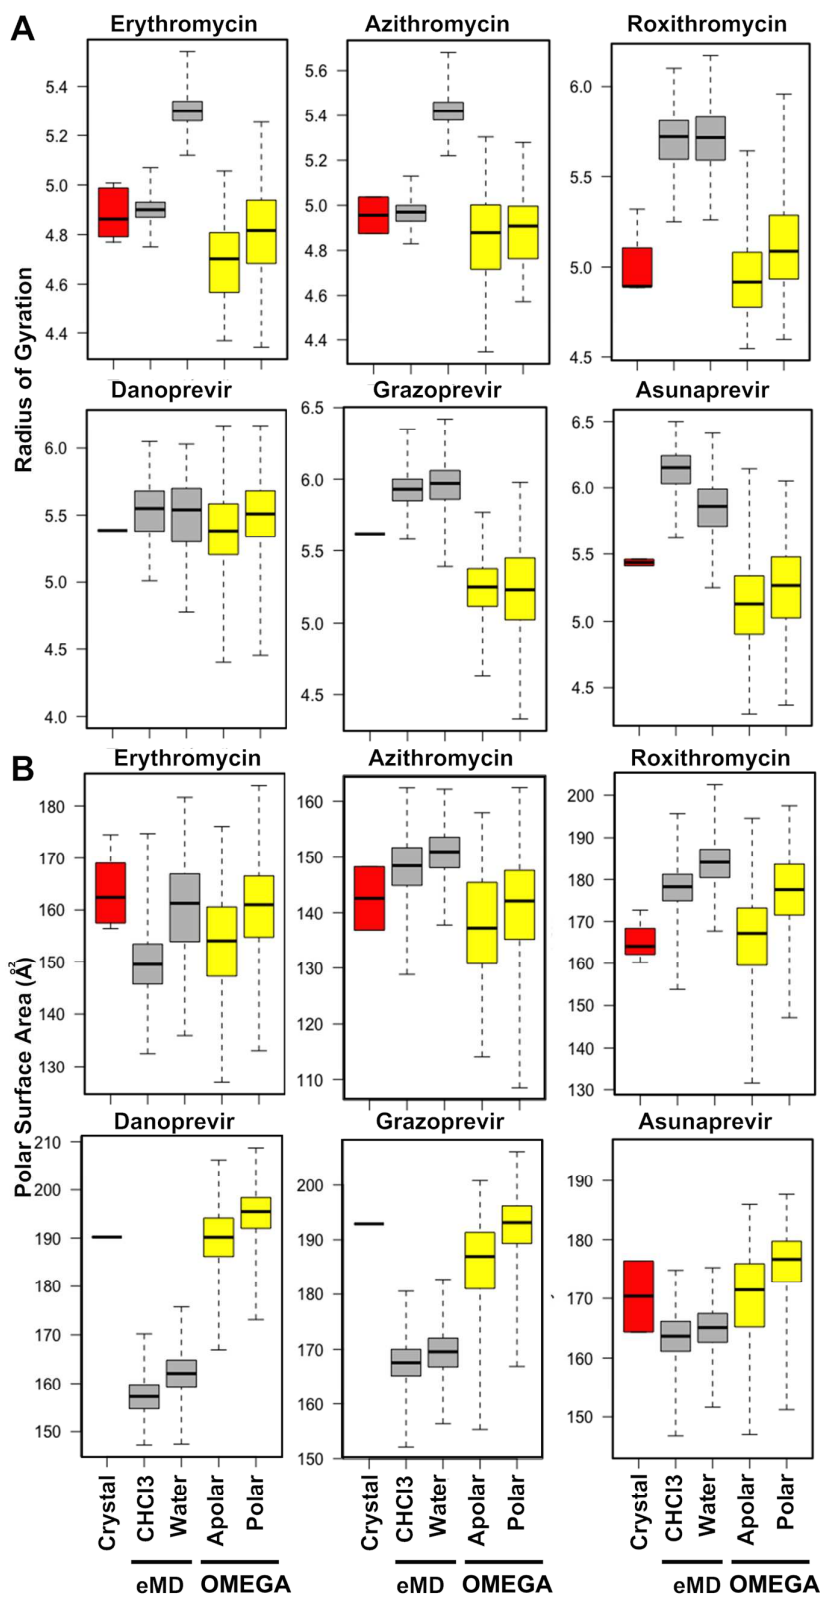 A
Erythromycin
Azithromycin
Roxithromycin
5.4
5.2
5.0
4.8
4.6
4.4
5.6
5.4
5.2
5.0
4.8
4.6
4.4
6.0
5.5
5.0
4.5
Radius of Gyration
Danoprevir
Grazoprevir
Asunaprevir
6.0
5.5
5.0
4.5
4.0
6.5
6.0
5.5
5.0
4.5
6.5
6.0
5.5
5.0
4.5
B
Erythromycin
Azithromycin
Roxithromycin
180
170
160
150
140
130
160
150
140
130
120
110
200
190
180
170
160
150
140
130
Polar Surface Area (Å²)
Danoprevir
Grazoprevir
Asunaprevir
210
200
190
180
170
160
150
200
190
180
170
160
150
190
180
170
160
150
Crystal
CHCl3
Water
Apolar
Polar
Crystal
CHCl3
Water
Apolar
Polar
Crystal
CHCl3
Water
Apolar
Polar
eMD OMEGA
eMD OMEGA
eMD OMEGA